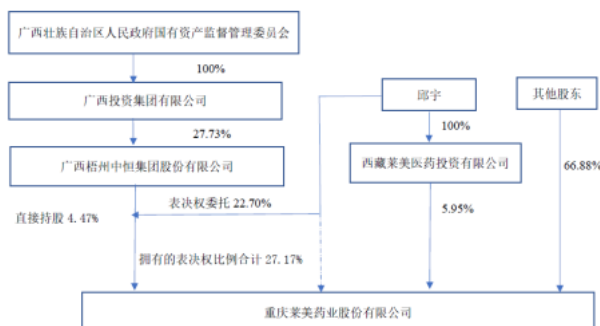 广西壮族自治区人民政府国有资产监督管理委员会
100%
广西投资集团有限公司
邱宇
其他股东
27.73%
100%
广西梧州中恒集团股份有限公司
西藏莱美医药投资有限公司
66.88%
表决权委托 22.70%
直接持股 4.47%
5.95%
拥有的表决权比例合计 27.17%
重庆莱美药业股份有限公司